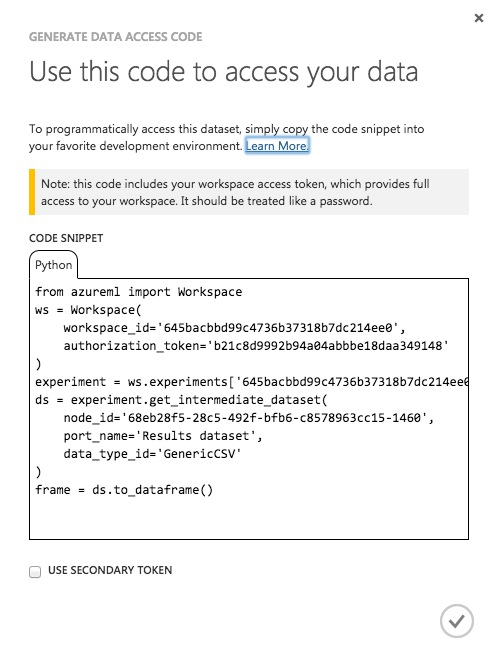 GENERATE DATA ACCESS CODE
Use this code to access your data
To programmatically access this dataset, simply copy the code snippet into
your favorite development environment. Learn More.
Note: this code includes your workspace access token, which provides full
access to your workspace. It should be treated like a password.
CODE SNIPPET
Python
from azureml import Workspace
ws = Workspace(
    workspace_id='645bacbbd99c4736b37318b7dc214ee0',
    authorization_token='b21c8d9992b94a04abbbe18daa349148'
)
experiment = ws.experiments['645bacbbd99c4736b37318b7dc214ee0
ds = experiment.get_intermediate_dataset(
    node_id='68eb28f5-28c5-492f-bfb6-c8578963cc15-1460',
    port_name='Results dataset',
    data_type_id='GenericCSV'
)
frame = ds.to_dataframe()
USE SECONDARY TOKEN